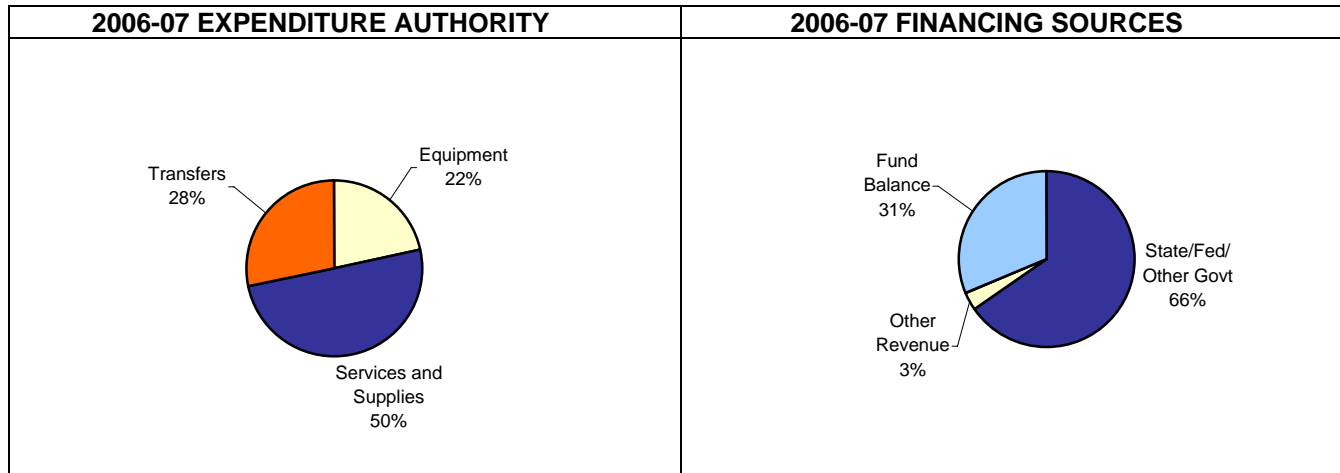 2006-07 EXPENDITURE AUTHORITY
Transfers
28%
Equipment
22%
Services and
Supplies
50%
2006-07 FINANCING SOURCES
Fund
Balance
31%
State/Fed/
Other Govt
66%
Other
Revenue
3%